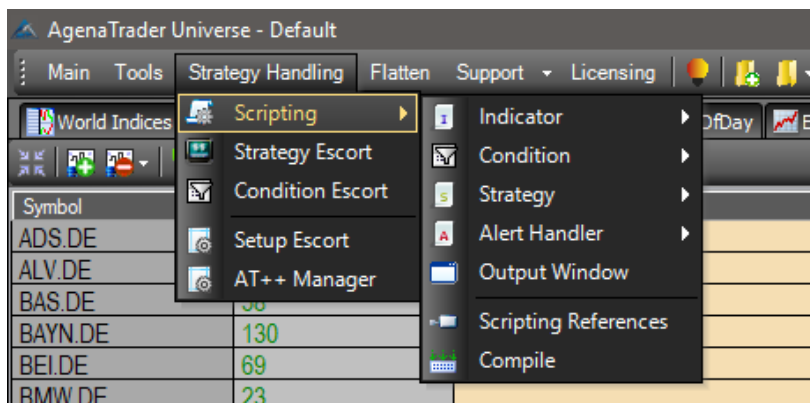 AgenaTrader Universe - Default
Main Tools Strategy Handling Flatten Support Licensing
World Indices OfDay
Scripting
Strategy Escort
Condition Escort
Setup Escort
AT++ Manager
Indicator
Condition
Strategy
Alert Handler
Output Window
Scripting References
Compile
Symbol
ADS.DE
ALV.DE
BAS.DE
BAYN.DE 130
BEI.DE 69
BMW.DE 23